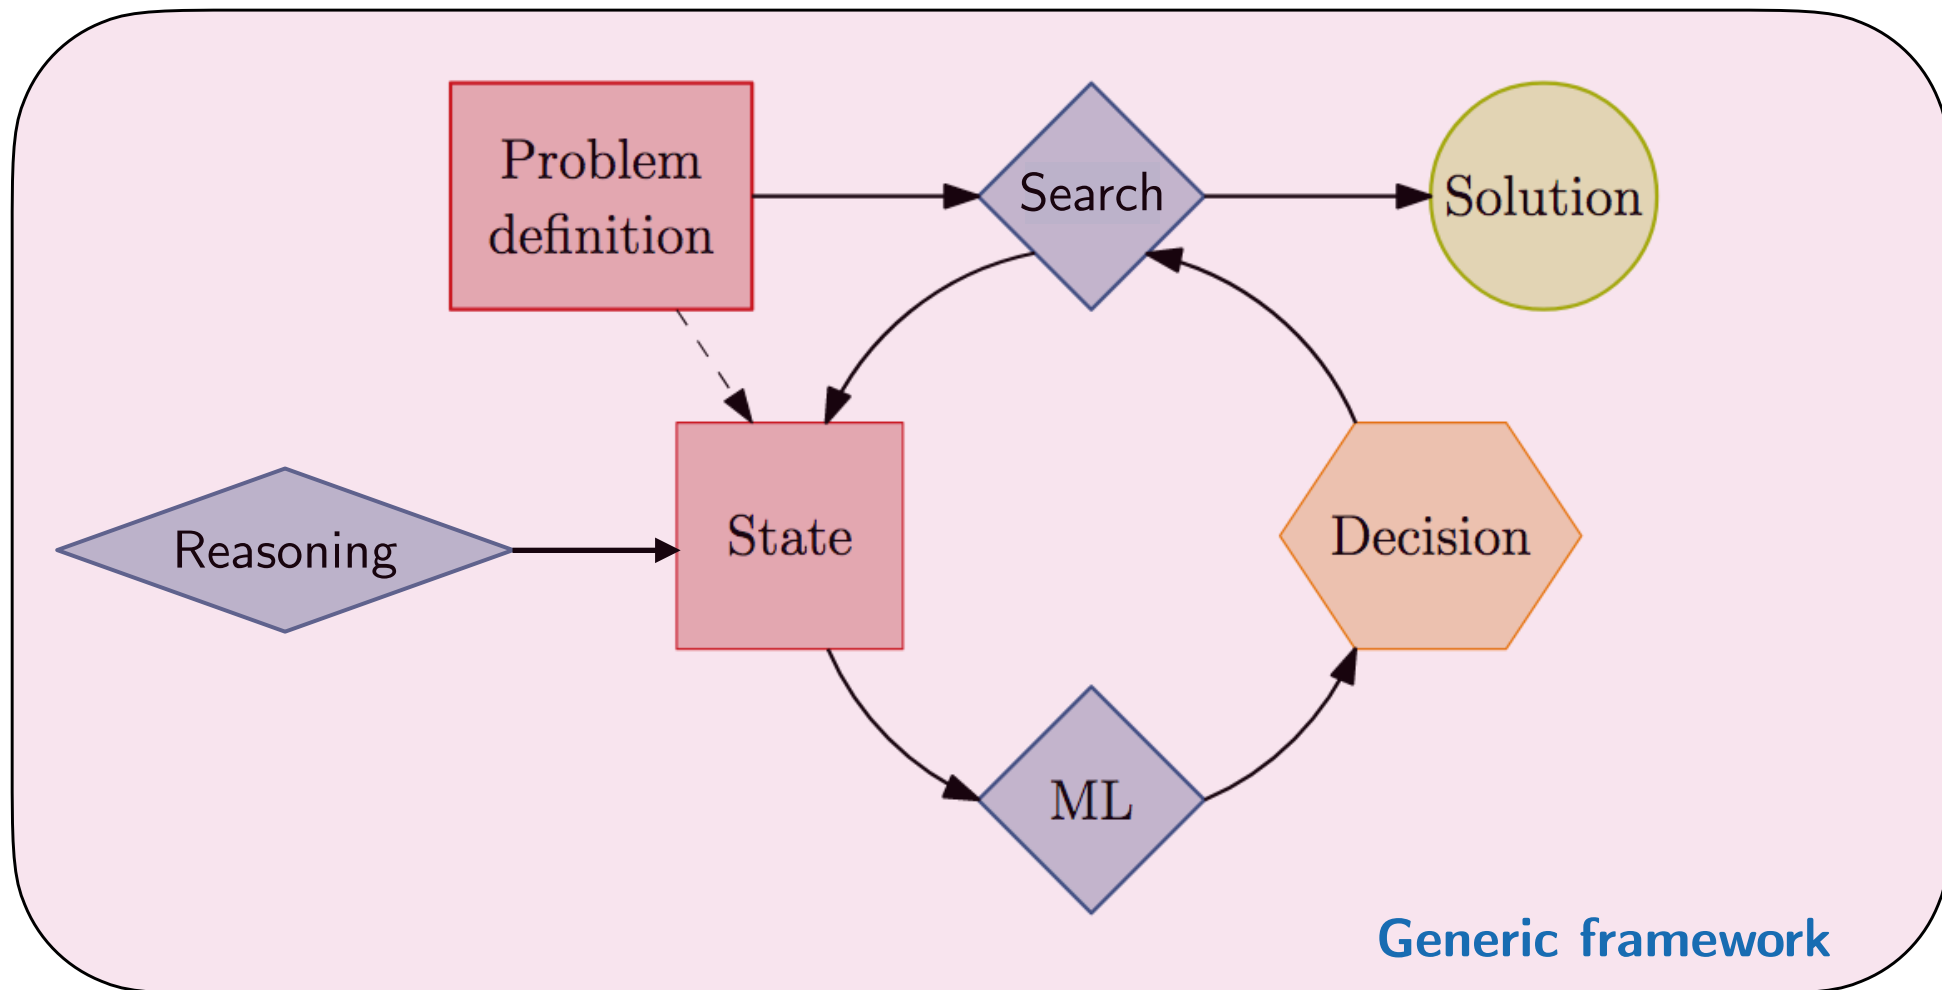 Problem
definition
Search
Solution
Reasoning
State
Decision
ML
Generic framework